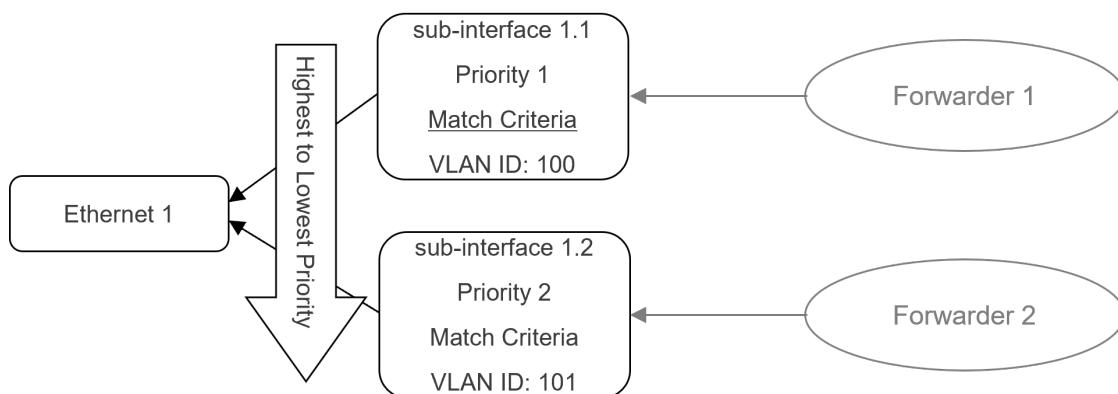 Ethernet 1
Highest to Lowest Priority
sub-interface 1.1
Priority 1
Match Criteria
VLAN ID: 100
Forwarder 1
sub-interface 1.2
Priority 2
Match Criteria
VLAN ID: 101
Forwarder 2